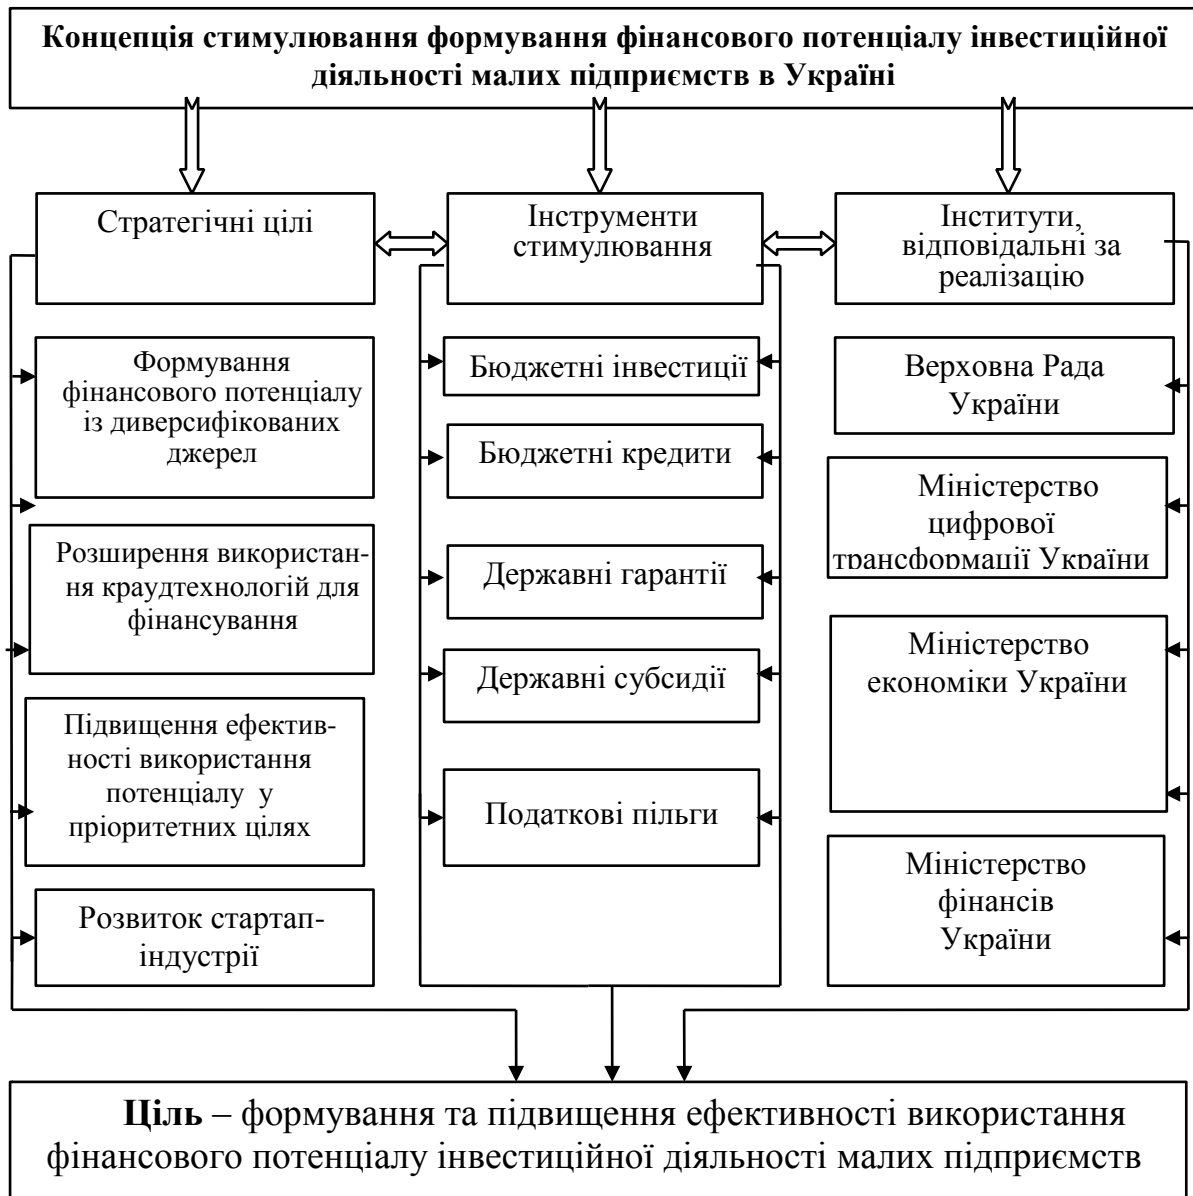 Концепція стимулювання формування фінансового потенціалу інвестиційної
діяльності малих підприємств в Україні
Стратегічні цілі
Інструменти
стимулювання
Інститути,
відповідальні за
реалізацію
Формування
фінансового потенціалу
із диверсифікованих
джерел
Розширення використан-
ня краудтехнологій для
фінансування
Підвищення ефектив-
ності використання
потенціалу у
пріоритетних цілях
Розвиток стартап-
індустрії
Бюджетні інвестиції
Бюджетні кредити
Державні гарантії
Державні субсидії
Податкові пільги
Верховна Рада
України
Міністерство
цифрової
трансформації України
Міністерство
економіки України
Міністерство
фінансів
України
Ціль – формування та підвищення ефективності використання
фінансового потенціалу інвестиційної діяльності малих підприємств